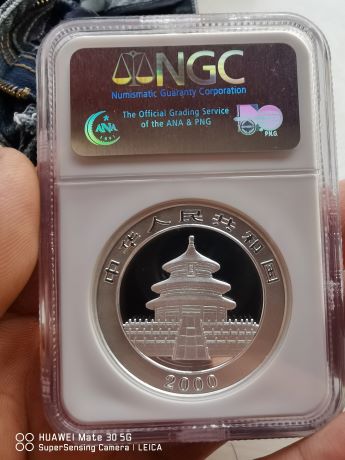 NGC
Numismatic Guaranty Corporation
The Official Grading Service
of the ANA & PNG
ANA
1891
P.N.G.
中华人民共和国
2000
HUAWEI Mate 30 5G
SuperSensing Camera | LEICA